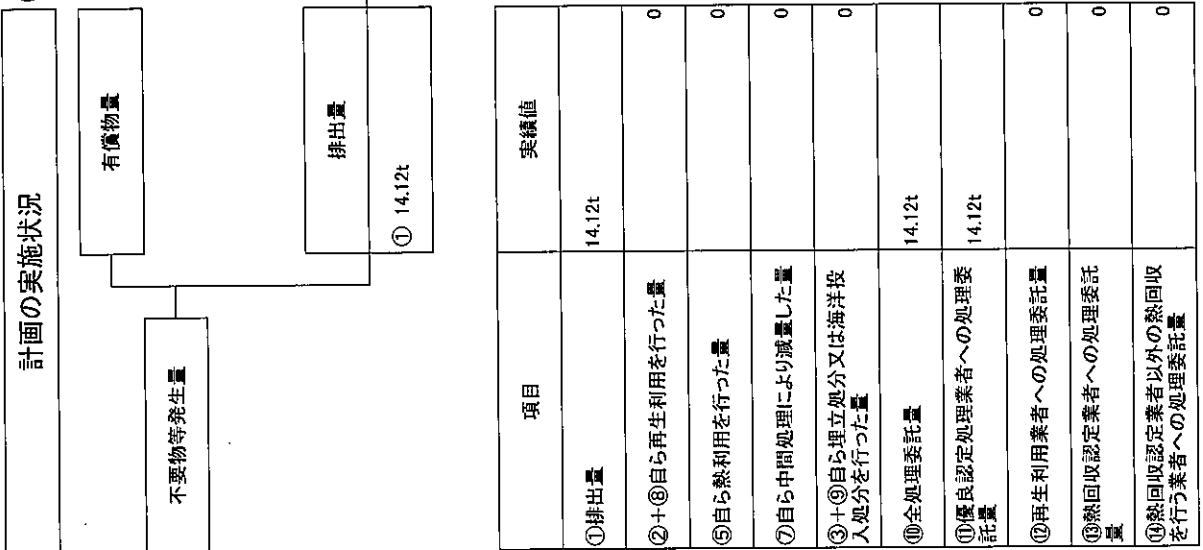 計画の実施状況
有償物量
不要物等発生量
排出量
① 14.12t
項目 実績値
①排出量 14.12t
②+⑧自ら再生利用を行った量 0
⑤自ら熱利用を行った量 0
⑦自ら中間処理により減量した量 0
③+⑨自ら埋立処分又は海洋投
入処分を行った量 0
⑩全処理委託量 14.12t
⑪優良認定処理業者への処理委
託量 14.12t
⑫再生利用業者への処理委託量 0
⑬熱回収認定業者への処理委託
量 0
⑭熱回収認定業者以外の熱回収
を行う業者への処理委託量 0